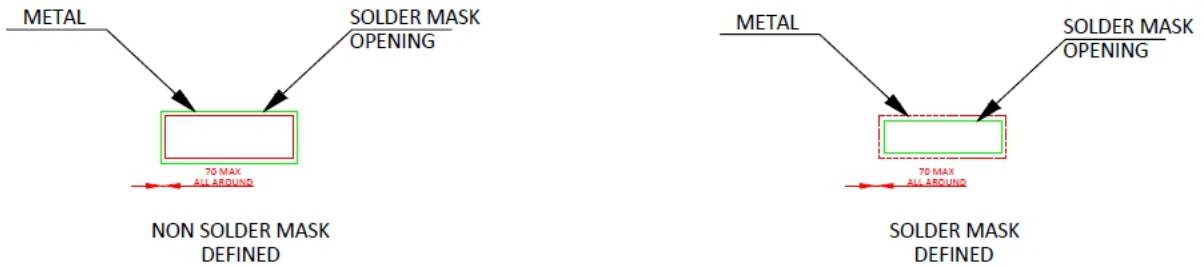 METAL
SOLDER MASK
OPENING
70 MAX
ALL AROUND
NON SOLDER MASK
DEFINED
METAL
SOLDER MASK
OPENING
70 MAX
ALL AROUND
SOLDER MASK
DEFINED